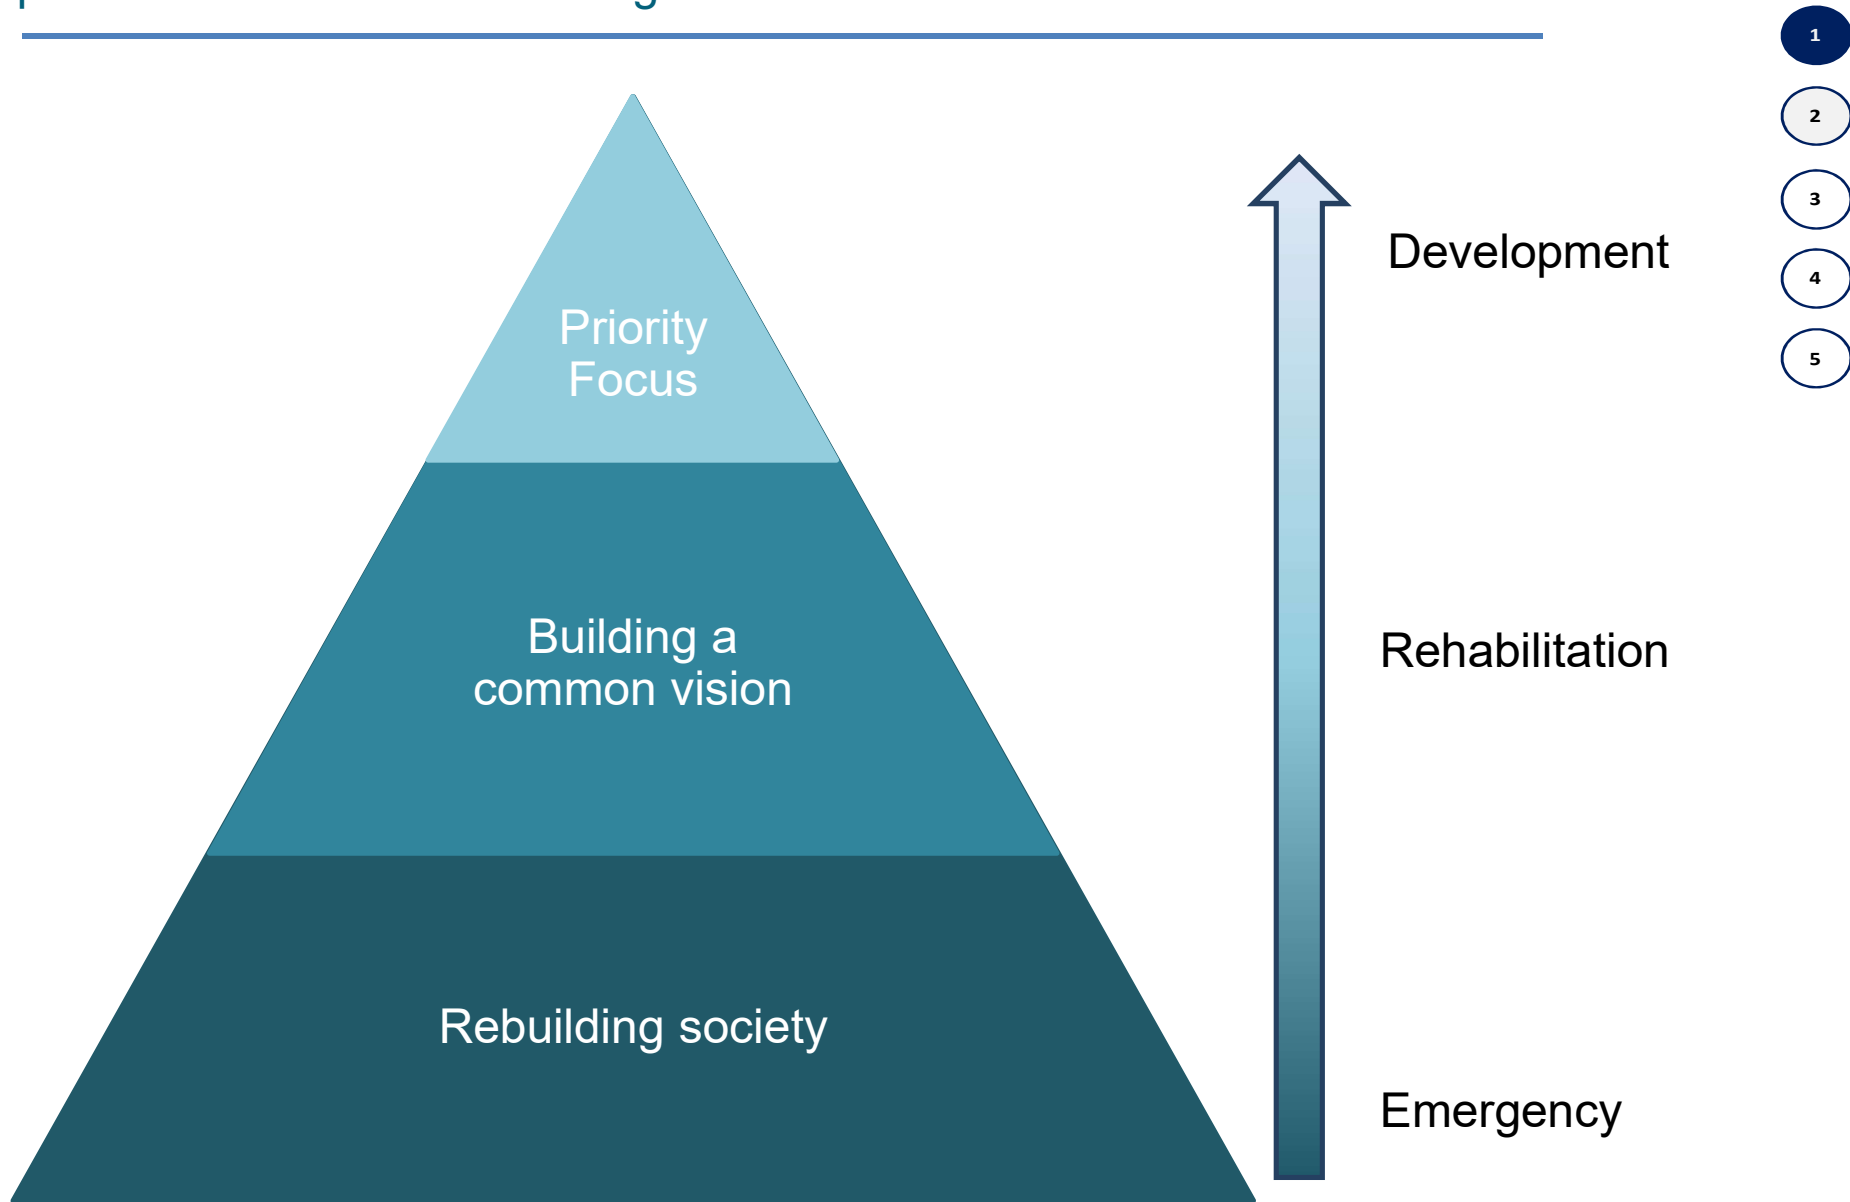 1
2
3
4
5
Priority
Focus
Building a
common vision
Rebuilding society
Development
Rehabilitation
Emergency